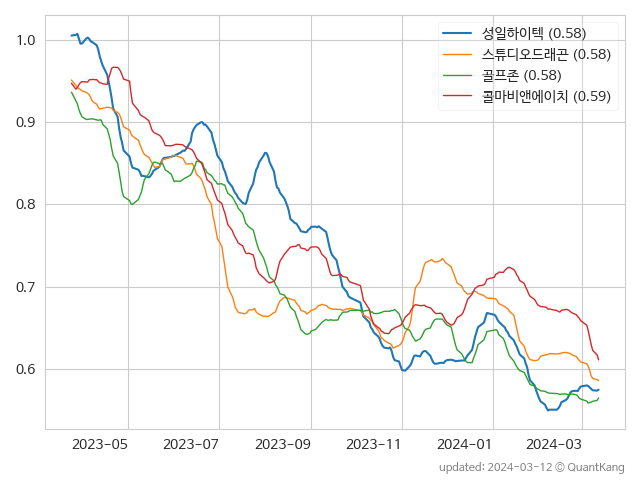 성일하이텍 (0.58)
스튜디오드래곤 (0.58)
골프존 (0.58)
콜마비앤에이치 (0.59)
1.0
0.9
0.8
0.7
0.6
2023-05 2023-07 2023-09 2023-11 2024-01 2024-03
updated: 2024-03-12 © QuantKang